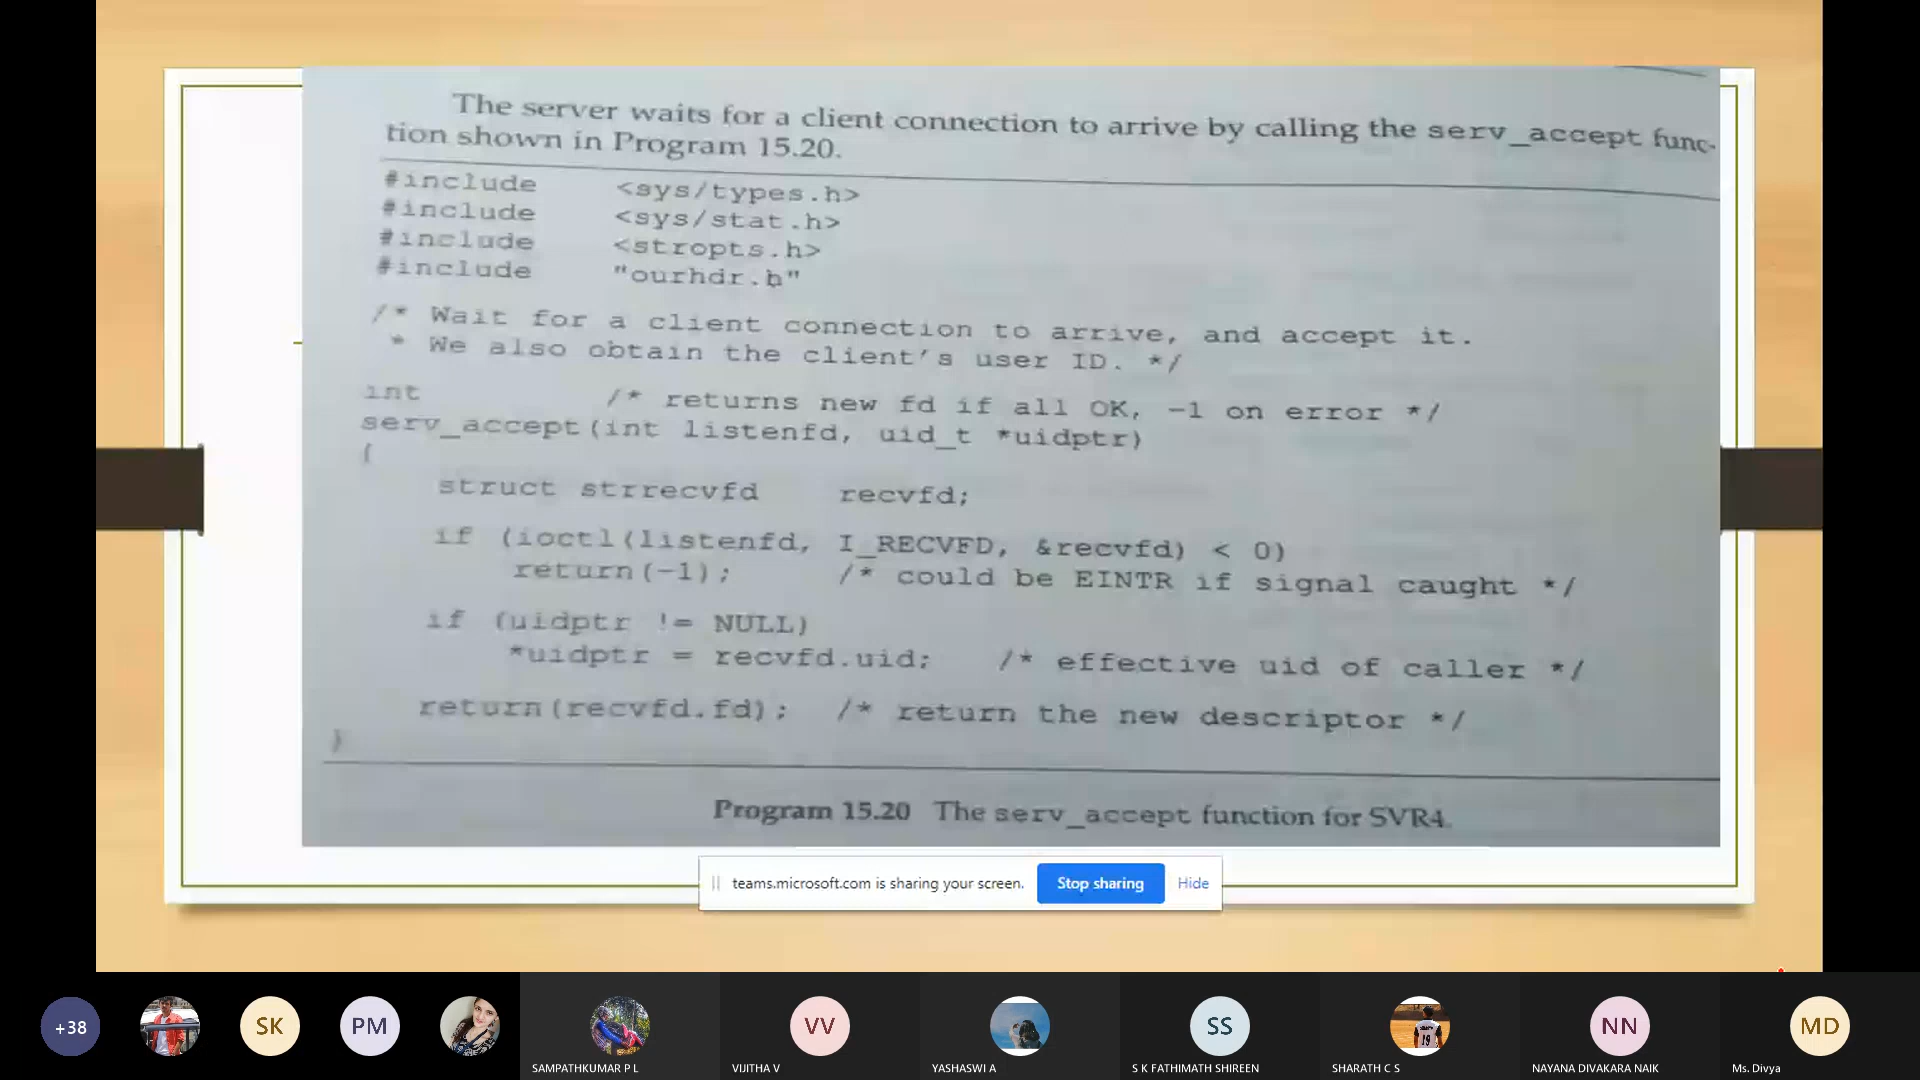 The server waits for a client connection to arrive by calling the serv_accept func-
tion shown in Program 15.20.
#include <sys/types.h>
#include <sys/stat.h>
#include <stropts.h>
#include "ourhdr.h"
/* Wait for a client connection to arrive, and accept it.
* We also obtain the client's user ID. */
int /* returns new fd if all OK, -1 on error */
serv_accept(int listenfd, uid_t *uidptr)
{
struct strrecvfd recvfd;
if (ioctl(listenfd, I_RECVFD, &recvfd) < 0)
return(-1); /* could be EINTR if signal caught */
if (uidptr != NULL)
*uidptr = recvfd.uid; /* effective uid of caller */
return(recvfd.fd); /* return the new descriptor */
}
Program 15.20 The serv_accept function for SVR4.
teams.microsoft.com is sharing your screen. Stop sharing Hide
+38 SK PM VV SS 19 NN MD
SAMPATHKUMAR P L VIJITHA V YASHASWI A S K FATHIMATH SHIREEN SHARATH C S NAYANA DIVAKARA NAIK Ms. Divya